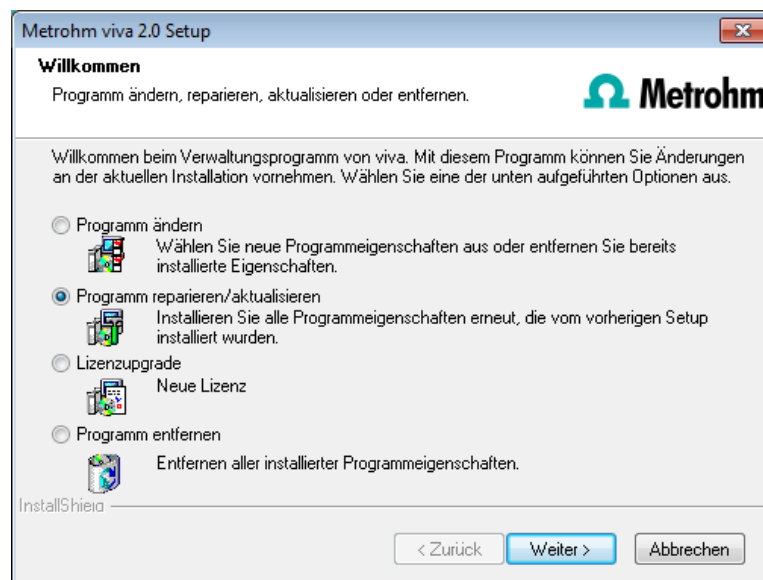 Metrohm viva 2.0 Setup
Willkommen
Programm ändern, reparieren, aktualisieren oder entfernen.
Metrohm
Willkommen beim Verwaltungsprogramm von viva. Mit diesem Programm können Sie Änderungen
an der aktuellen Installation vornehmen. Wählen Sie eine der unten aufgeführten Optionen aus.
Programm ändern
Wählen Sie neue Programmeigenschaften aus oder entfernen Sie bereits
installierte Eigenschaften.
Programm reparieren/aktualisieren
Installieren Sie alle Programmeigenschaften erneut, die vom vorherigen Setup
installiert wurden.
Lizenzupgrade
Neue Lizenz
Programm entfernen
Entfernen aller installierter Programmeigenschaften.
InstallShield
< Zurück
Weiter >
Abbrechen